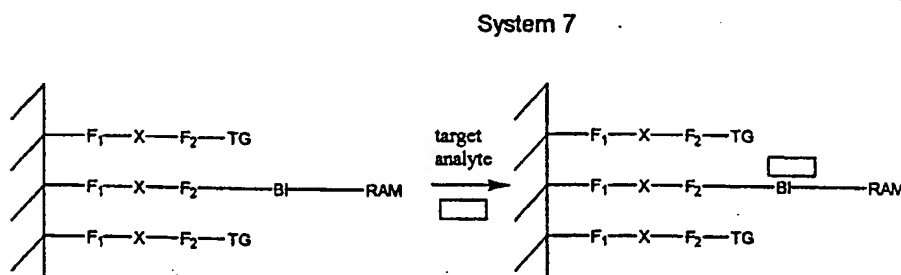 System 7
F₁—X—F₂—TG
F₁—X—F₂—BI—RAM
F₁—X—F₂—TG
target
analyte
F₁—X—F₂—TG
F₁—X—F₂—BI—RAM
F₁—X—F₂—TG